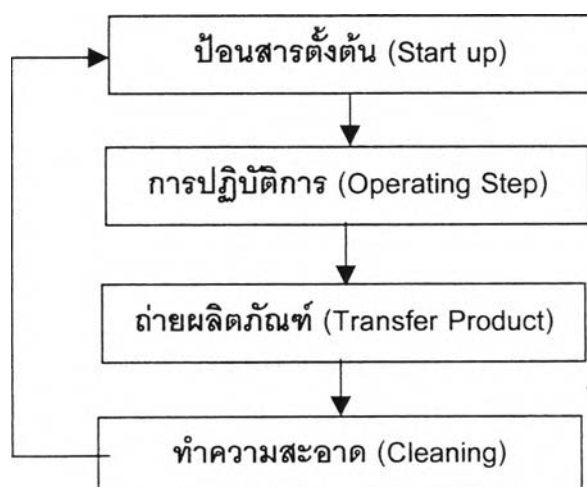 ป้อนสารตั้งต้น (Start up)
การปฏิบัติการ (Operating Step)
ถ่ายผลิตภัณฑ์ (Transfer Product)
ทำความสะอาด (Cleaning)